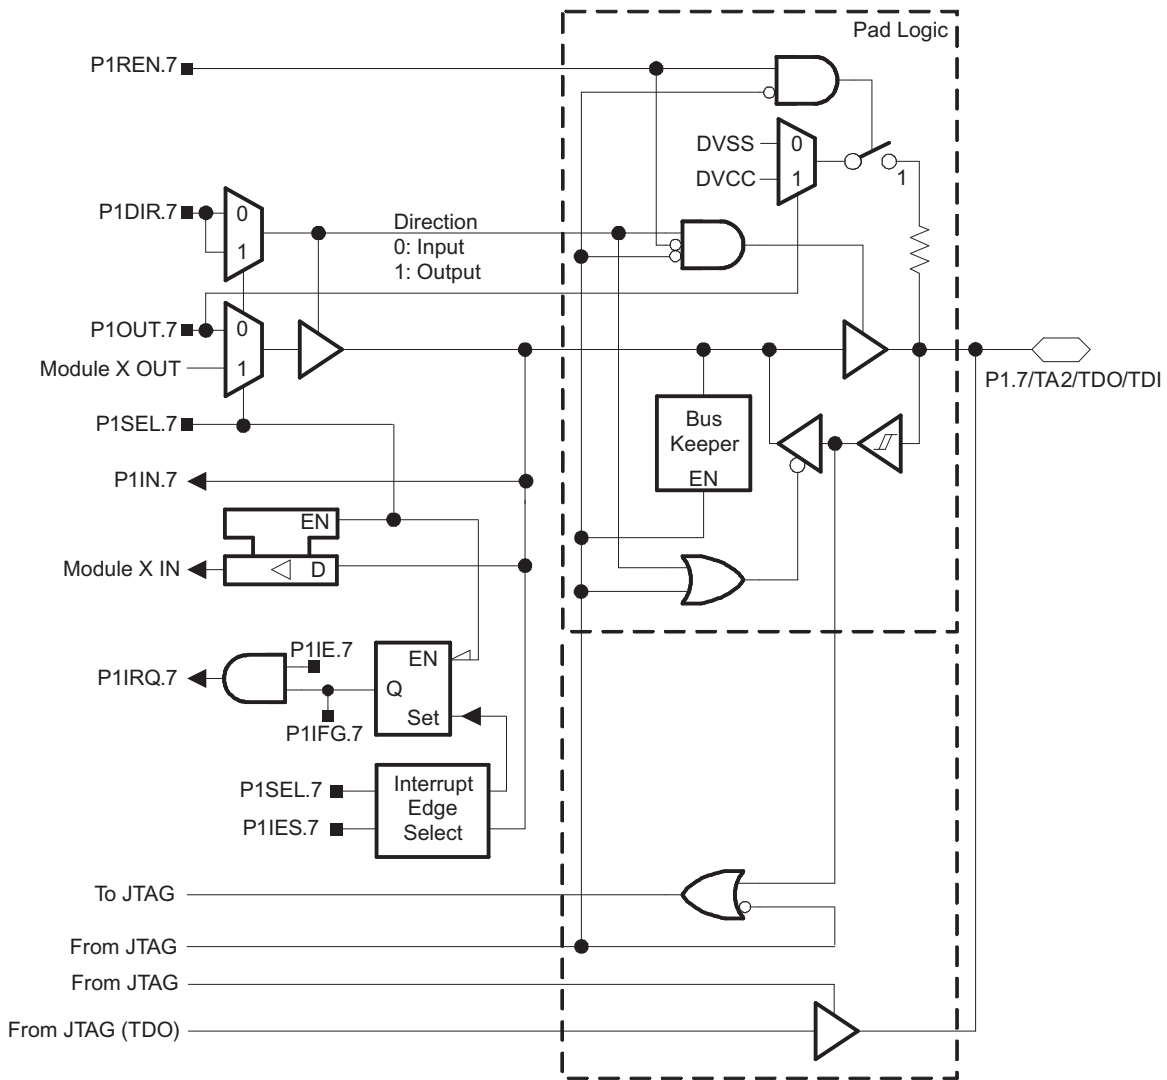 Pad Logic
P1REN.7
DVSS
0
DVCC
1
1
P1DIR.7
0
1
Direction
0: Input
1: Output
P1OUT.7
0
Module X OUT
1
P1.7/TA2/TDO/TDI
P1SEL.7
Bus
Keeper
EN
P1IN.7
EN
Module X IN
D
P1IE.7
EN
P1IRQ.7
Q
Set
P1IFG.7
P1SEL.7
P1IES.7
Interrupt
Edge
Select
To JTAG
From JTAG
From JTAG
From JTAG (TDO)